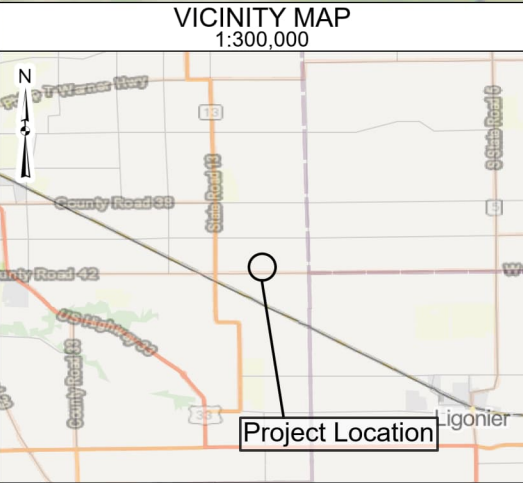 VICINITY MAP
1:300,000
N
T Warner Hwy
13
State Road 13
S State Road 5
County Road 38
5
unty Road 42
W
US Highway 33
County Road 33
33
Ligonier
Project Location